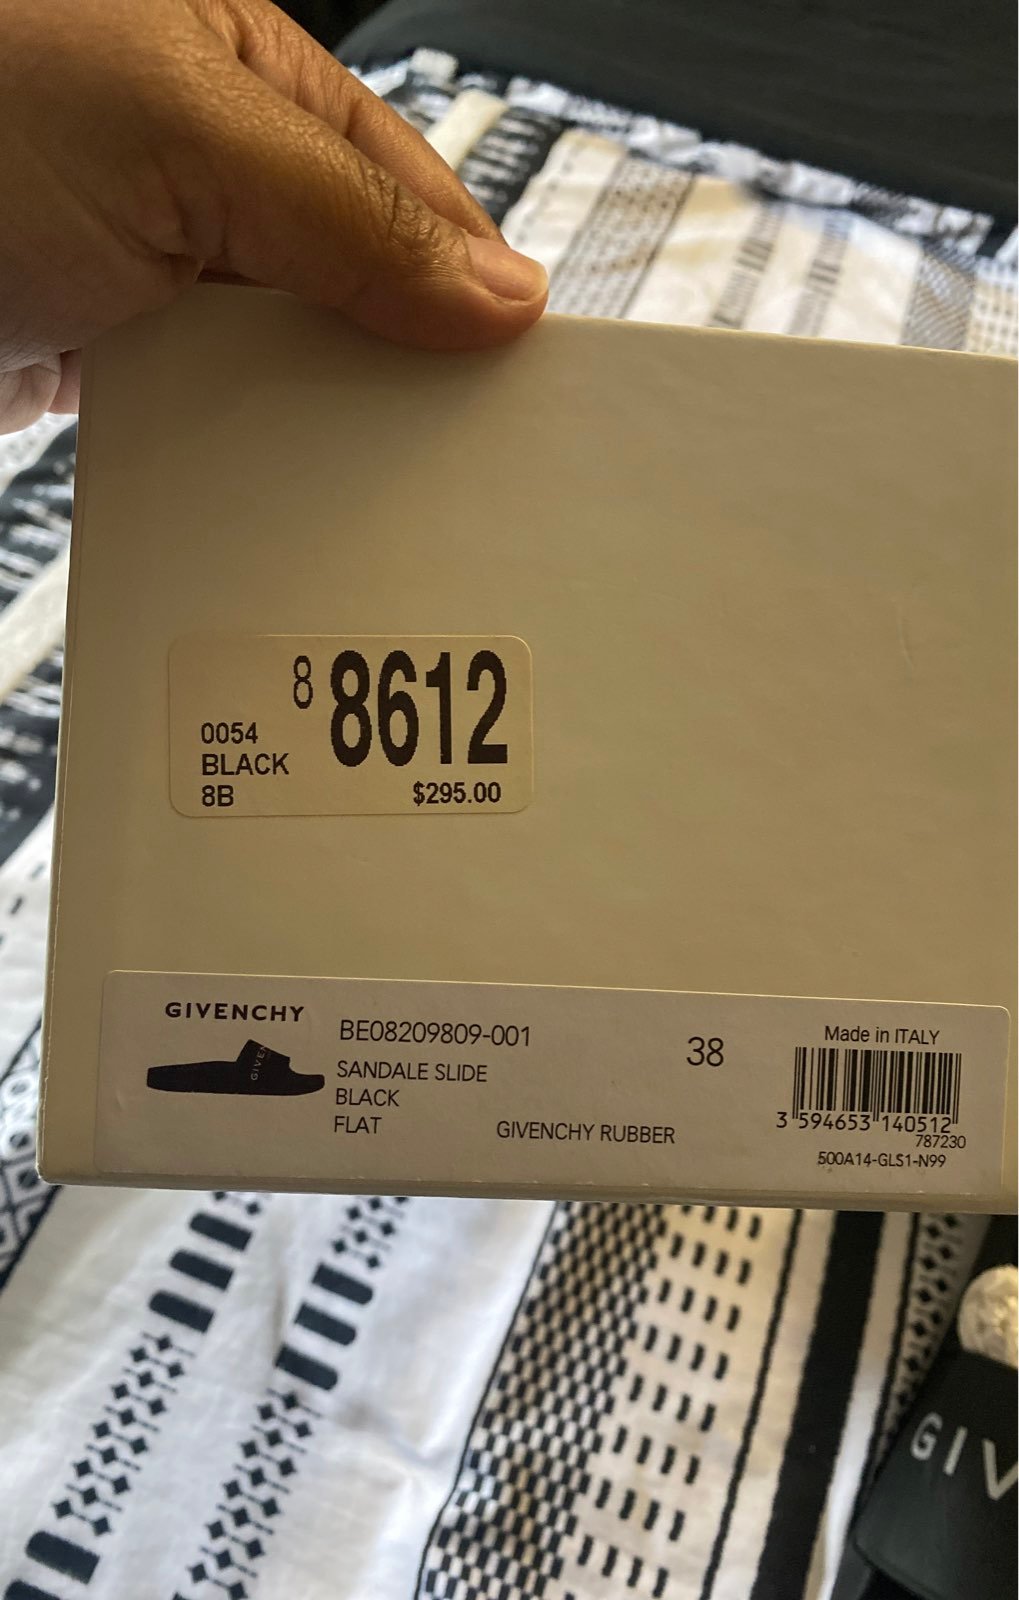 8 8612
0054
BLACK
8B $295.00
GIVENCHY
GIVEN
BE08209809-001
SANDALE SLIDE
BLACK
FLAT
GIVENCHY RUBBER
38
Made in ITALY
3 594653 140512
787230
500A14-GLS1-N99
GIV